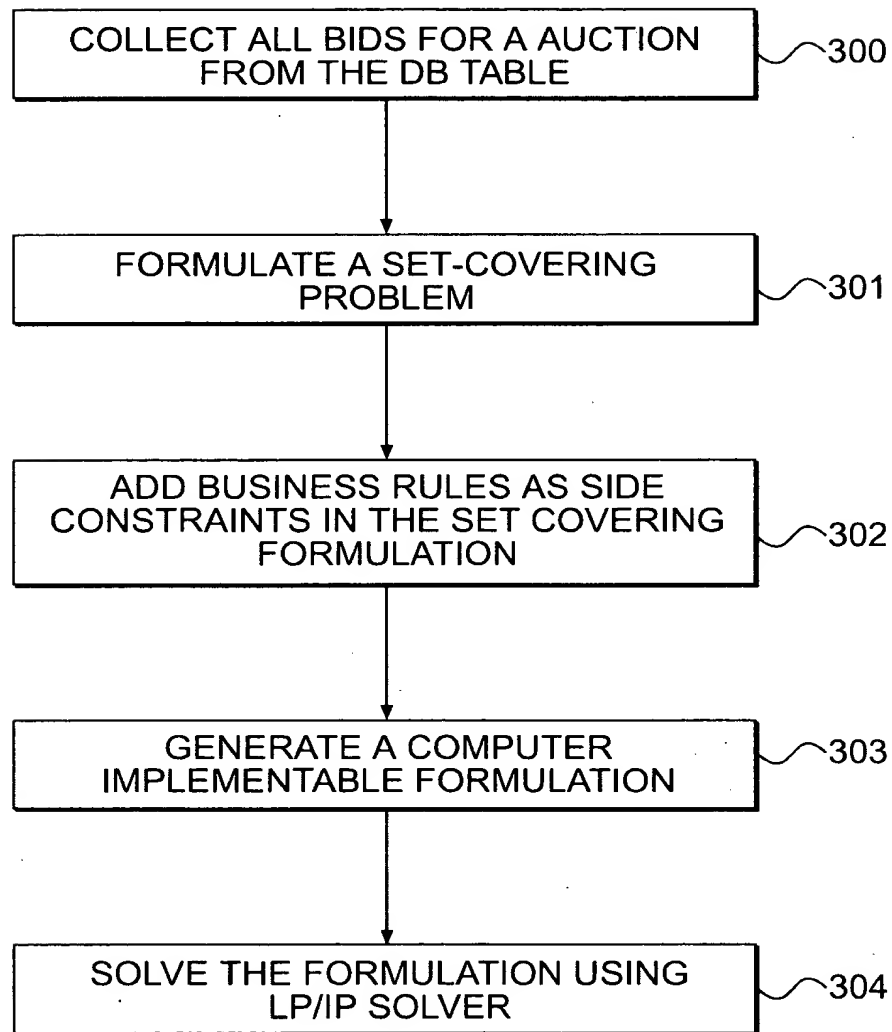 COLLECT ALL BIDS FOR A AUCTION
FROM THE DB TABLE
300
FORMULATE A SET-COVERING
PROBLEM
301
ADD BUSINESS RULES AS SIDE
CONSTRAINTS IN THE SET COVERING
FORMULATION
302
GENERATE A COMPUTER
IMPLEMENTABLE FORMULATION
303
SOLVE THE FORMULATION USING
LP/IP SOLVER
304